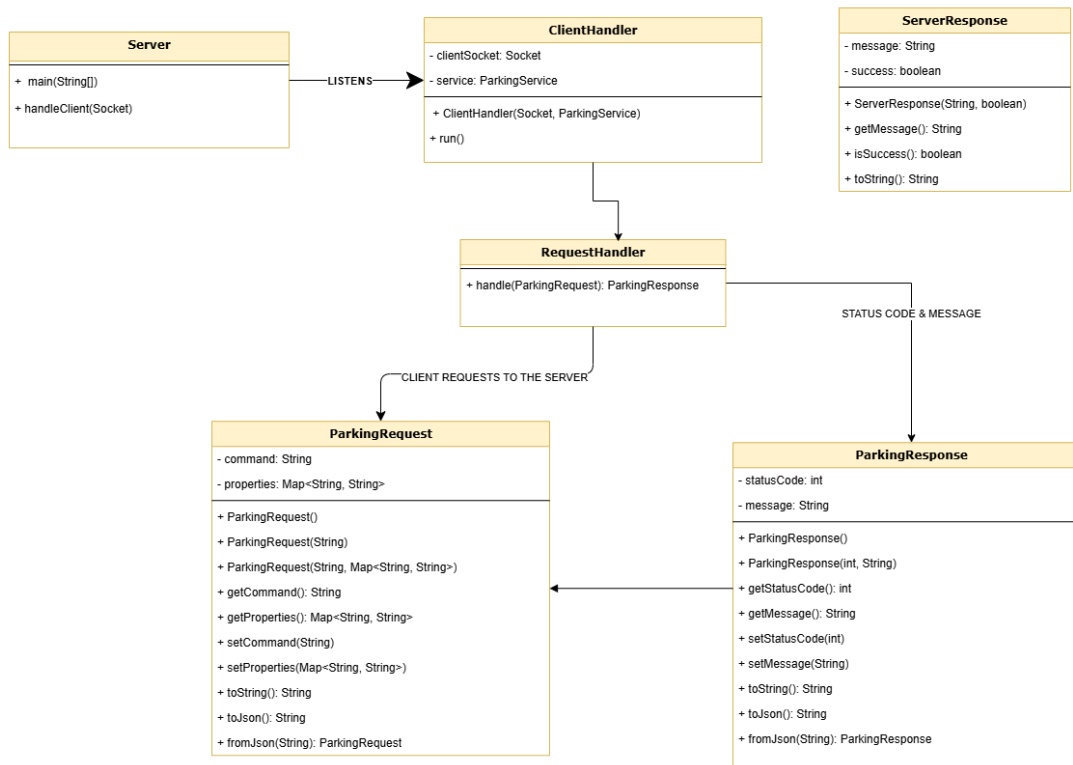 Server
+ main(String[])
+ handleClient(Socket)
LISTENS
ClientHandler
- clientSocket: Socket
- service: ParkingService
+ ClientHandler(Socket, ParkingService)
+ run()
ServerResponse
- message: String
- success: boolean
+ ServerResponse(String, boolean)
+ getMessage(): String
+ isSuccess(): boolean
+ toString(): String
RequestHandler
+ handle(ParkingRequest): ParkingResponse
STATUS CODE & MESSAGE
CLIENT REQUESTS TO THE SERVER
ParkingRequest
- command: String
- properties: Map<String, String>
+ ParkingRequest()
+ ParkingRequest(String)
+ ParkingRequest(String, Map<String, String>)
+ getCommand(): String
+ getProperties(): Map<String, String>
+ setCommand(String)
+ setProperties(Map<String, String>)
+ toString(): String
+ toJson(): String
+ fromJson(String): ParkingRequest
ParkingResponse
- statusCode: int
- message: String
+ ParkingResponse()
+ ParkingResponse(int, String)
+ getStatusCode(): int
+ getMessage(): String
+ setStatusCode(int)
+ setMessage(String)
+ toString(): String
+ toJson(): String
+ fromJson(String): ParkingResponse